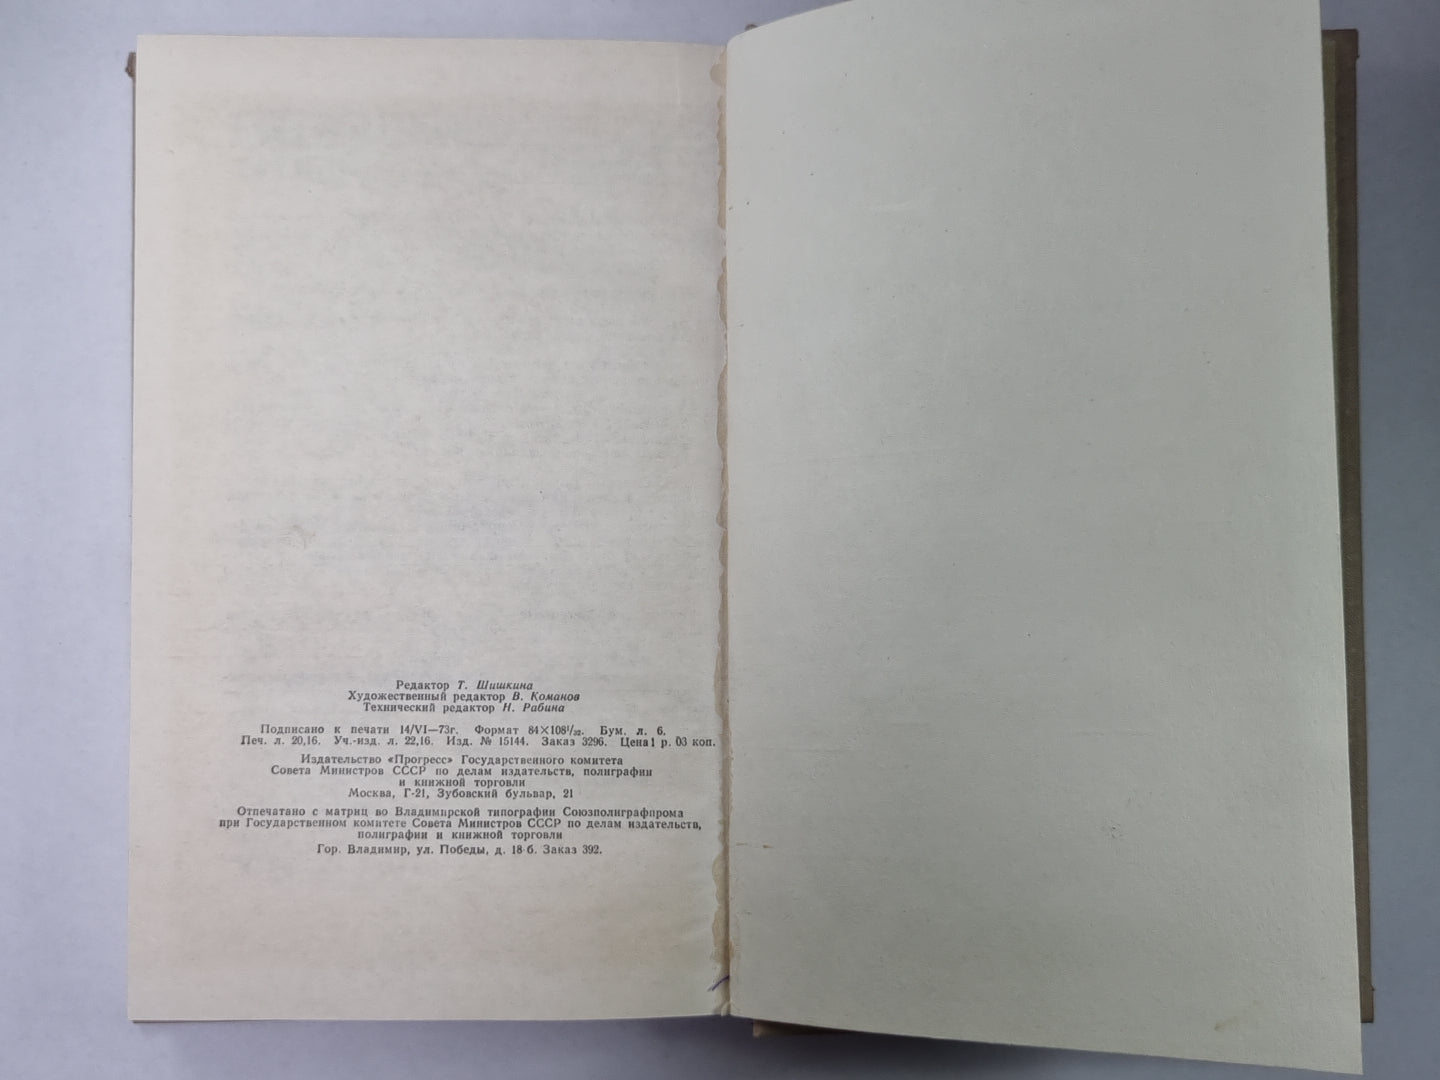 Редактор Т. Шишкина
Художественный редактор В. Команов
Технический редактор Н. Рабина
Подписано к печати 14/VI—73г. Формат 84×108¹/₃₂. Бум. л. 6.
Печ. л. 20,16. Уч.-изд. л. 22,16. Изд. № 15144. Заказ 3296. Цена 1 р. 03 коп.
Издательство «Прогресс» Государственного комитета
Совета Министров СССР по делам издательств, полиграфии
и книжной торговли
Москва, Г-21, Зубовский бульвар, 21
Отпечатано с матриц во Владимирской типографии Союзполиграфпрома
при Государственном комитете Совета Министров СССР по делам издательств,
полиграфии и книжной торговли
Гор. Владимир, ул. Победы, д. 18-б. Заказ 392.